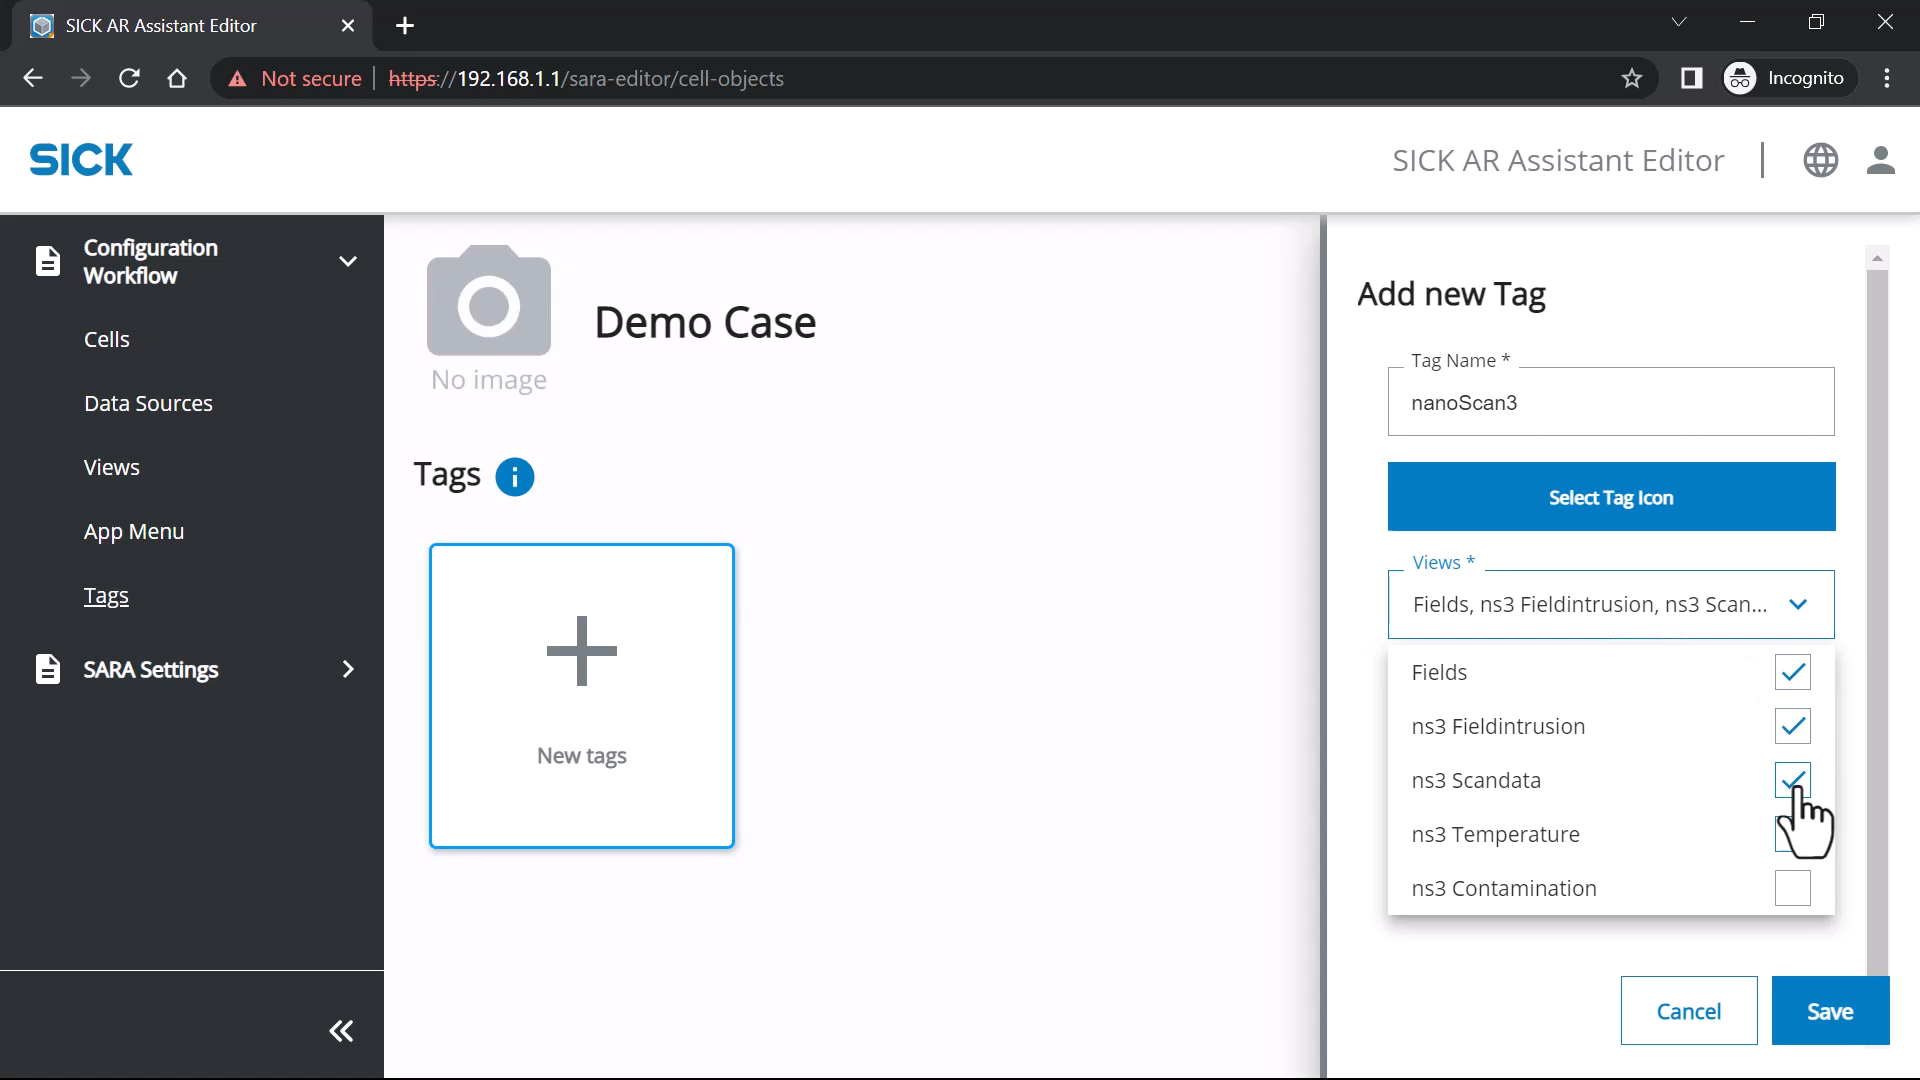 SICK AR Assistant Editor
Not secure https://192.168.1.1/sara-editor/cell-objects
Incognito
SICK
SICK AR Assistant Editor
Configuration
Workflow
Cells
Data Sources
Views
App Menu
Tags
SARA Settings
No image
Demo Case
Tags
New tags
Add new Tag
Tag Name *
nanoScan3
Select Tag Icon
Views *
Fields, ns3 Fieldintrusion, ns3 Scan...
Fields
ns3 Fieldintrusion
ns3 Scandata
ns3 Temperature
ns3 Contamination
Cancel
Save